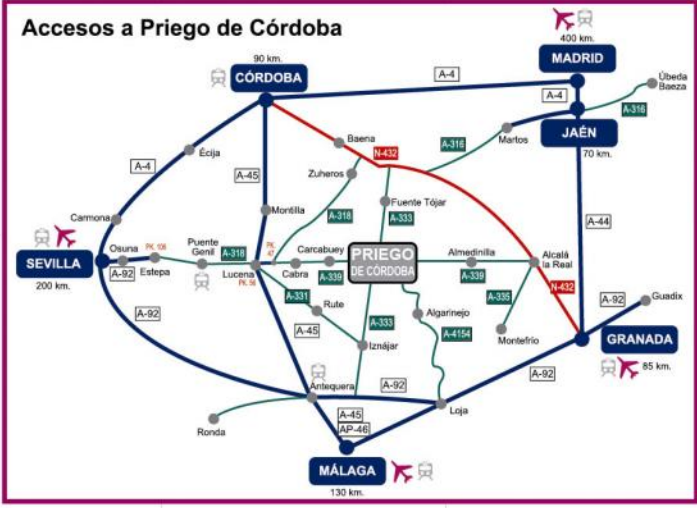 Accesos a Priego de Córdoba
400 km.
MADRID
90 km.
CÓRDOBA
A-4
Úbeda
Baeza
A-4
A-316
JAÉN
70 km.
Martos
A-316
Baena
N-432
Écija
A-4
A-45
Zuheros
A-318
Fuente Tójar
A-333
A-44
Montilla
Carmona
SEVILLA
200 km.
Osuna
A-92
PK. 108
Estepa
Puente
Genil
A-318
Lucena
PK. 56
PK.
47
Cabra
Carcabuey
A-339
PRIEGO
DE CÓRDOBA
Almedinilla
A-339
Alcalá
la Real
N-432
A-335
Montefrío
A-92
Guadix
GRANADA
85 km.
A-331
Rute
A-45
A-333
Iznájar
Algarinejo
A-4154
A-92
A-92
Antequera
A-92
Loja
Ronda
A-45
AP-46
MÁLAGA
130 km.